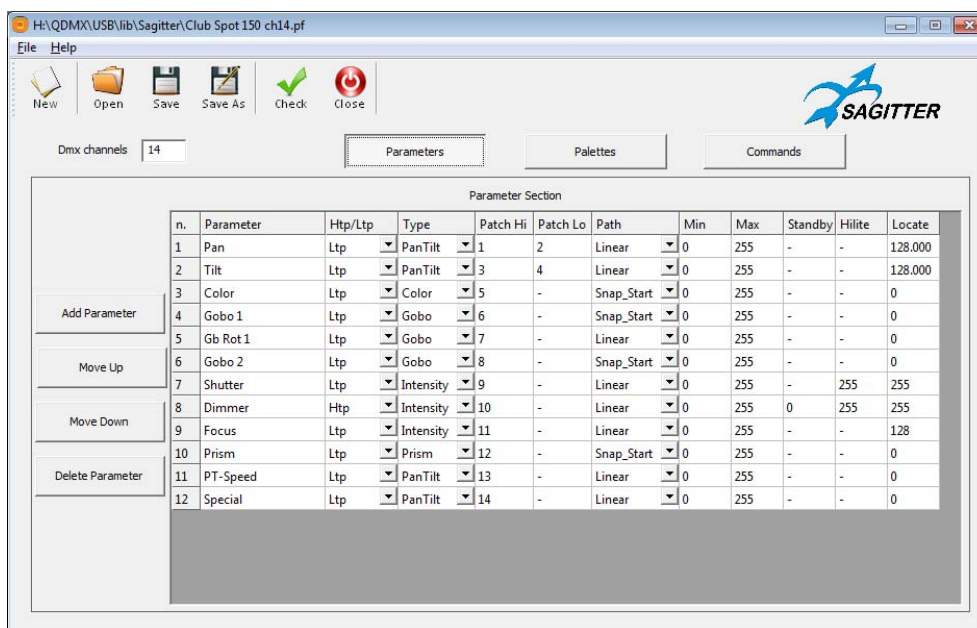 H:\QDMX\USB\lib\Sagitter\Club Spot 150 ch14.pf
File Help
New Open Save Save As Check Close
SAGITTER
Dmx channels 14 Parameters Palettes Commands
Parameter Section
n. Parameter Htp/Ltp Type Patch Hi Patch Lo Path Min Max Standby Hilite Locate
1 Pan Ltp PanTilt 1 2 Linear 0 255 - - 128.000
2 Tilt Ltp PanTilt 3 4 Linear 0 255 - - 128.000
3 Color Ltp Color 5 - Snap_Start 0 255 - - 0
4 Gobo 1 Ltp Gobo 6 - Snap_Start 0 255 - - 0
5 Gb Rot 1 Ltp Gobo 7 - Linear 0 255 - - 0
6 Gobo 2 Ltp Gobo 8 - Snap_Start 0 255 - - 0
7 Shutter Ltp Intensity 9 - Linear 0 255 - 255 255
8 Dimmer Htp Intensity 10 - Linear 0 255 0 255 255
9 Focus Ltp Intensity 11 - Linear 0 255 - - 128
10 Prism Ltp Prism 12 - Snap_Start 0 255 - - 0
11 PT-Speed Ltp PanTilt 13 - Linear 0 255 - - 0
12 Special Ltp PanTilt 14 - Linear 0 255 - - 0
Add Parameter
Move Up
Move Down
Delete Parameter